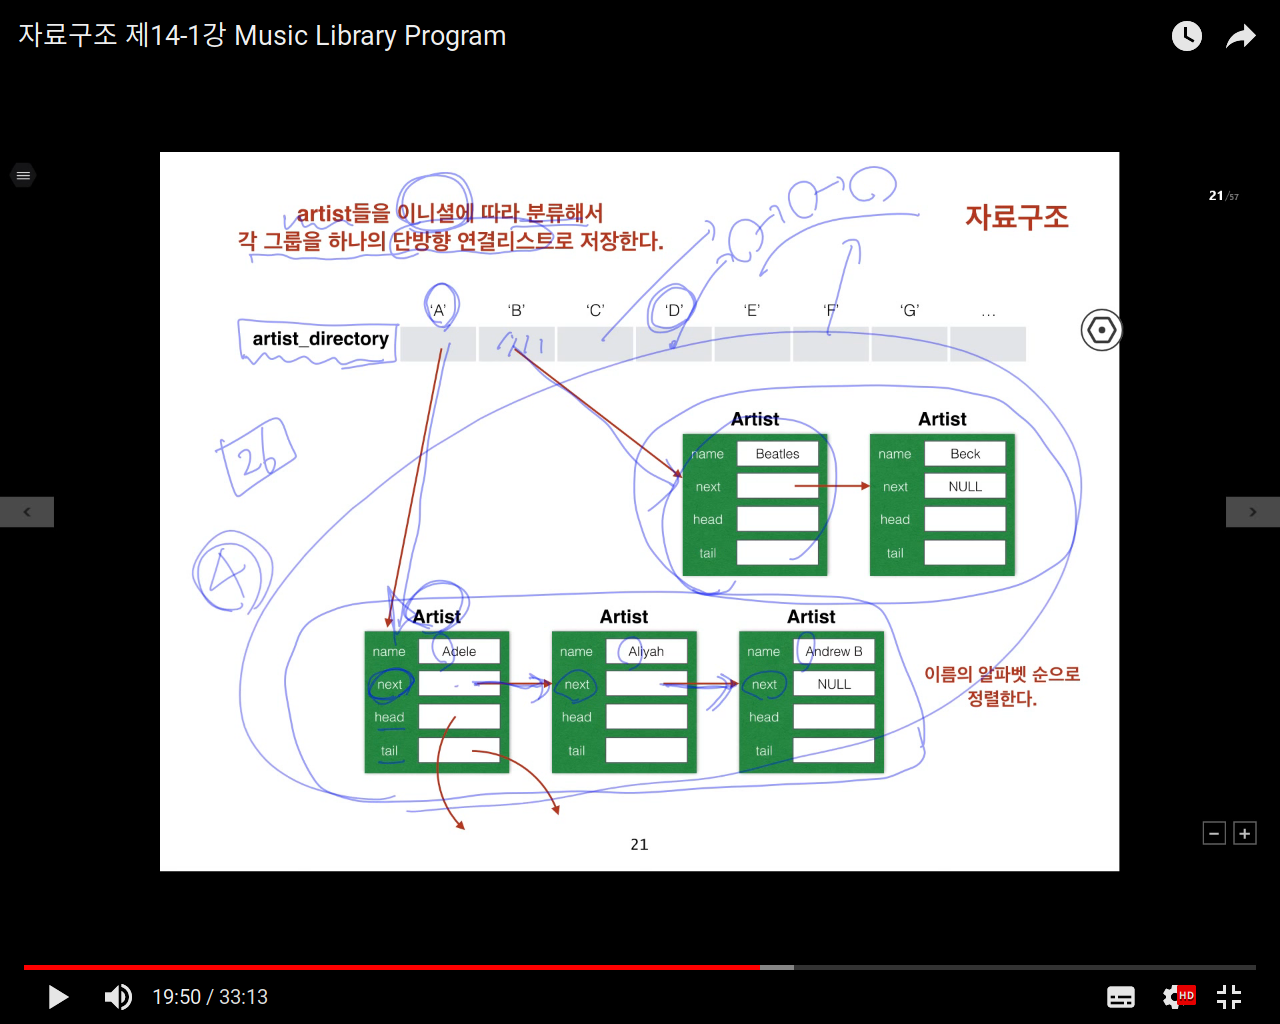 자료구조 제14-1강 Music Library Program
21/57
artist들을 이니셜에 따라 분류해서
각 그룹을 하나의 단방향 연결리스트로 저장한다.
자료구조
‘A’ ‘B’ ‘C’ ‘D’ ‘E’ ‘F’ ‘G’ ...
artist_directory
26
4
Artist Artist
name Beatles name Beck
next next NULL
head head
tail tail
Artist Artist Artist
name Adele name Aliyah name Andrew B
next next next NULL
head head head
tail tail tail
이름의 알파벳 순으로
정렬한다.
21
19:50 / 33:13
HD